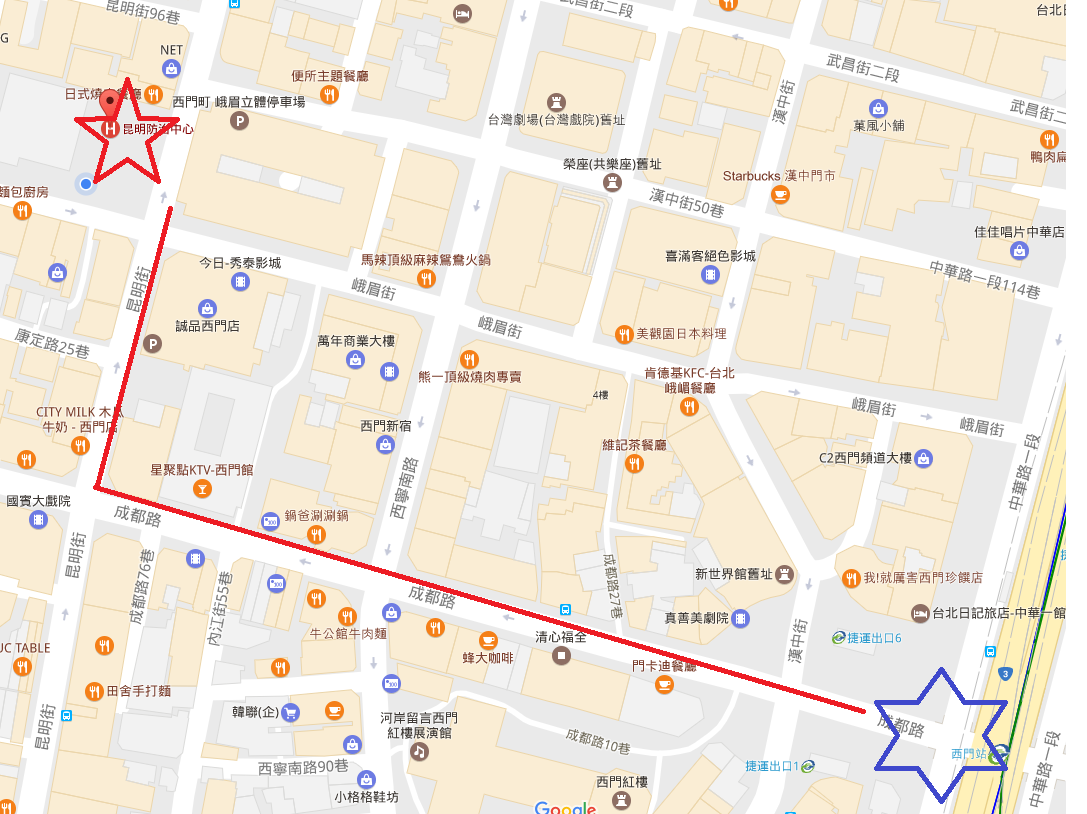 昆明街96巷
武昌街二段
台北
NET
G
武昌街二段
武昌街二段
便所主題餐廳
西門町 峨眉立體停車場
昆明防治中心
台灣劇場(台灣戲院)舊址
菓風小舖
鴨肉扁
榮座(共樂座)舊址
Starbucks 漢中門市
漢中街
漢中街50巷
麵包廚房
佳佳唱片中華店
今日-秀泰影城
馬辣頂級麻辣鴛鴦火鍋
喜滿客絕色影城
中華路一段114巷
昆明街
峨眉街
誠品西門店
峨眉街
美觀園日本料理
康定路25巷
P
萬年商業大樓
熊一頂級燒肉專賣
肯德基KFC-台北
峨嵋餐廳
4樓
峨眉街
峨眉街
CITY MILK 木瓜
牛奶 - 西門店
西門新宿
維記茶餐廳
C2西門頻道大樓
中華路一段
星聚點KTV-西門館
西寧南路
國賓大戲院
成都路
鍋爸涮涮鍋
昆明街
成都路76巷
內江街55巷
成都路
成都路27巷
新世界館舊址
我!就厲害西門珍饌店
真善美劇院
台北日記旅店-中華一館
牛公館牛肉麵
蜂大咖啡
清心福全
漢中街
捷運出口6
UC TABLE
門卡迪餐廳
3
田舍手打麵
韓聯(企)
河岸留言西門
紅樓展演館
成都路10巷
成都路
西門站
昆明街
西寧南路90巷
捷運出口1
小格格鞋坊
西門紅樓
中華路一段
Google